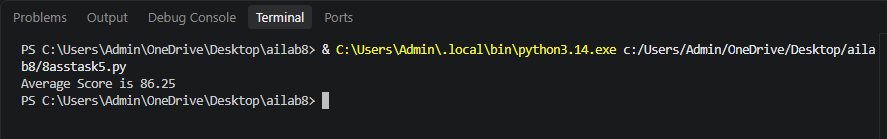 Problems Output Debug Console Terminal Ports
PS C:\Users\Admin\OneDrive\Desktop\ailab8> & C:\Users\Admin\.local\bin\python3.14.exe c:/Users/Admin/OneDrive/Desktop/aila
b8/8asstask5.py
Average Score is 86.25
PS C:\Users\Admin\OneDrive\Desktop\ailab8>